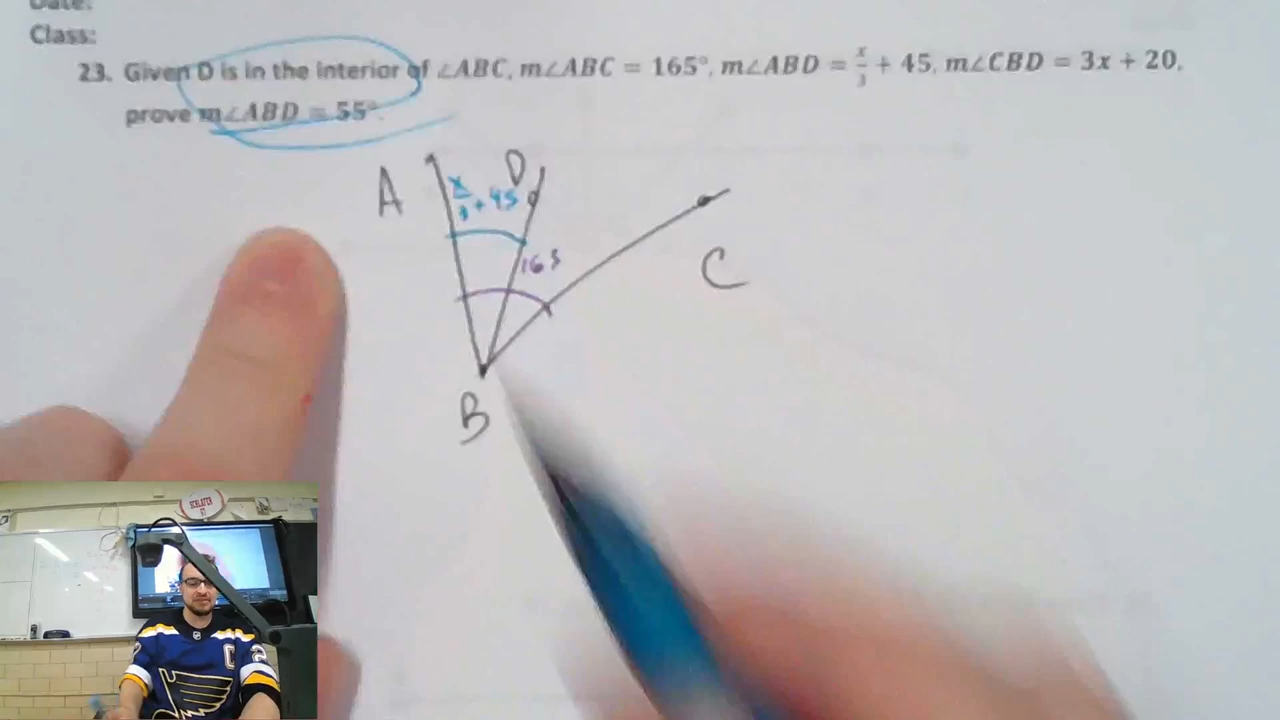 Date:
Class:
23. Given D is in the interior of ∠ABC, m∠ABC = 165°, m∠ABD = x/3 + 45, m∠CBD = 3x + 20,
prove m∠ABD = 55°.
A
D
x/3 + 45
165
C
B